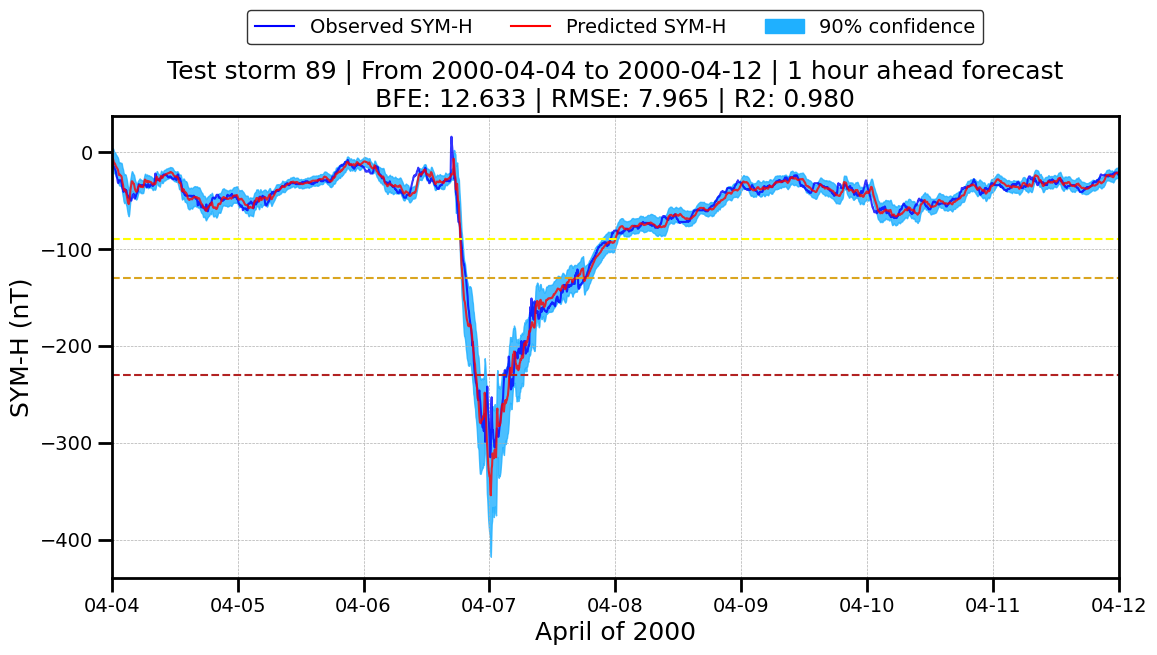 Observed SYM-H Predicted SYM-H 90% confidence
Test storm 89 | From 2000-04-04 to 2000-04-12 | 1 hour ahead forecast
BFE: 12.633 | RMSE: 7.965 | R2: 0.980
SYM-H (nT)
0
−100
−200
−300
−400
04-04 04-05 04-06 04-07 04-08 04-09 04-10 04-11 04-12
April of 2000